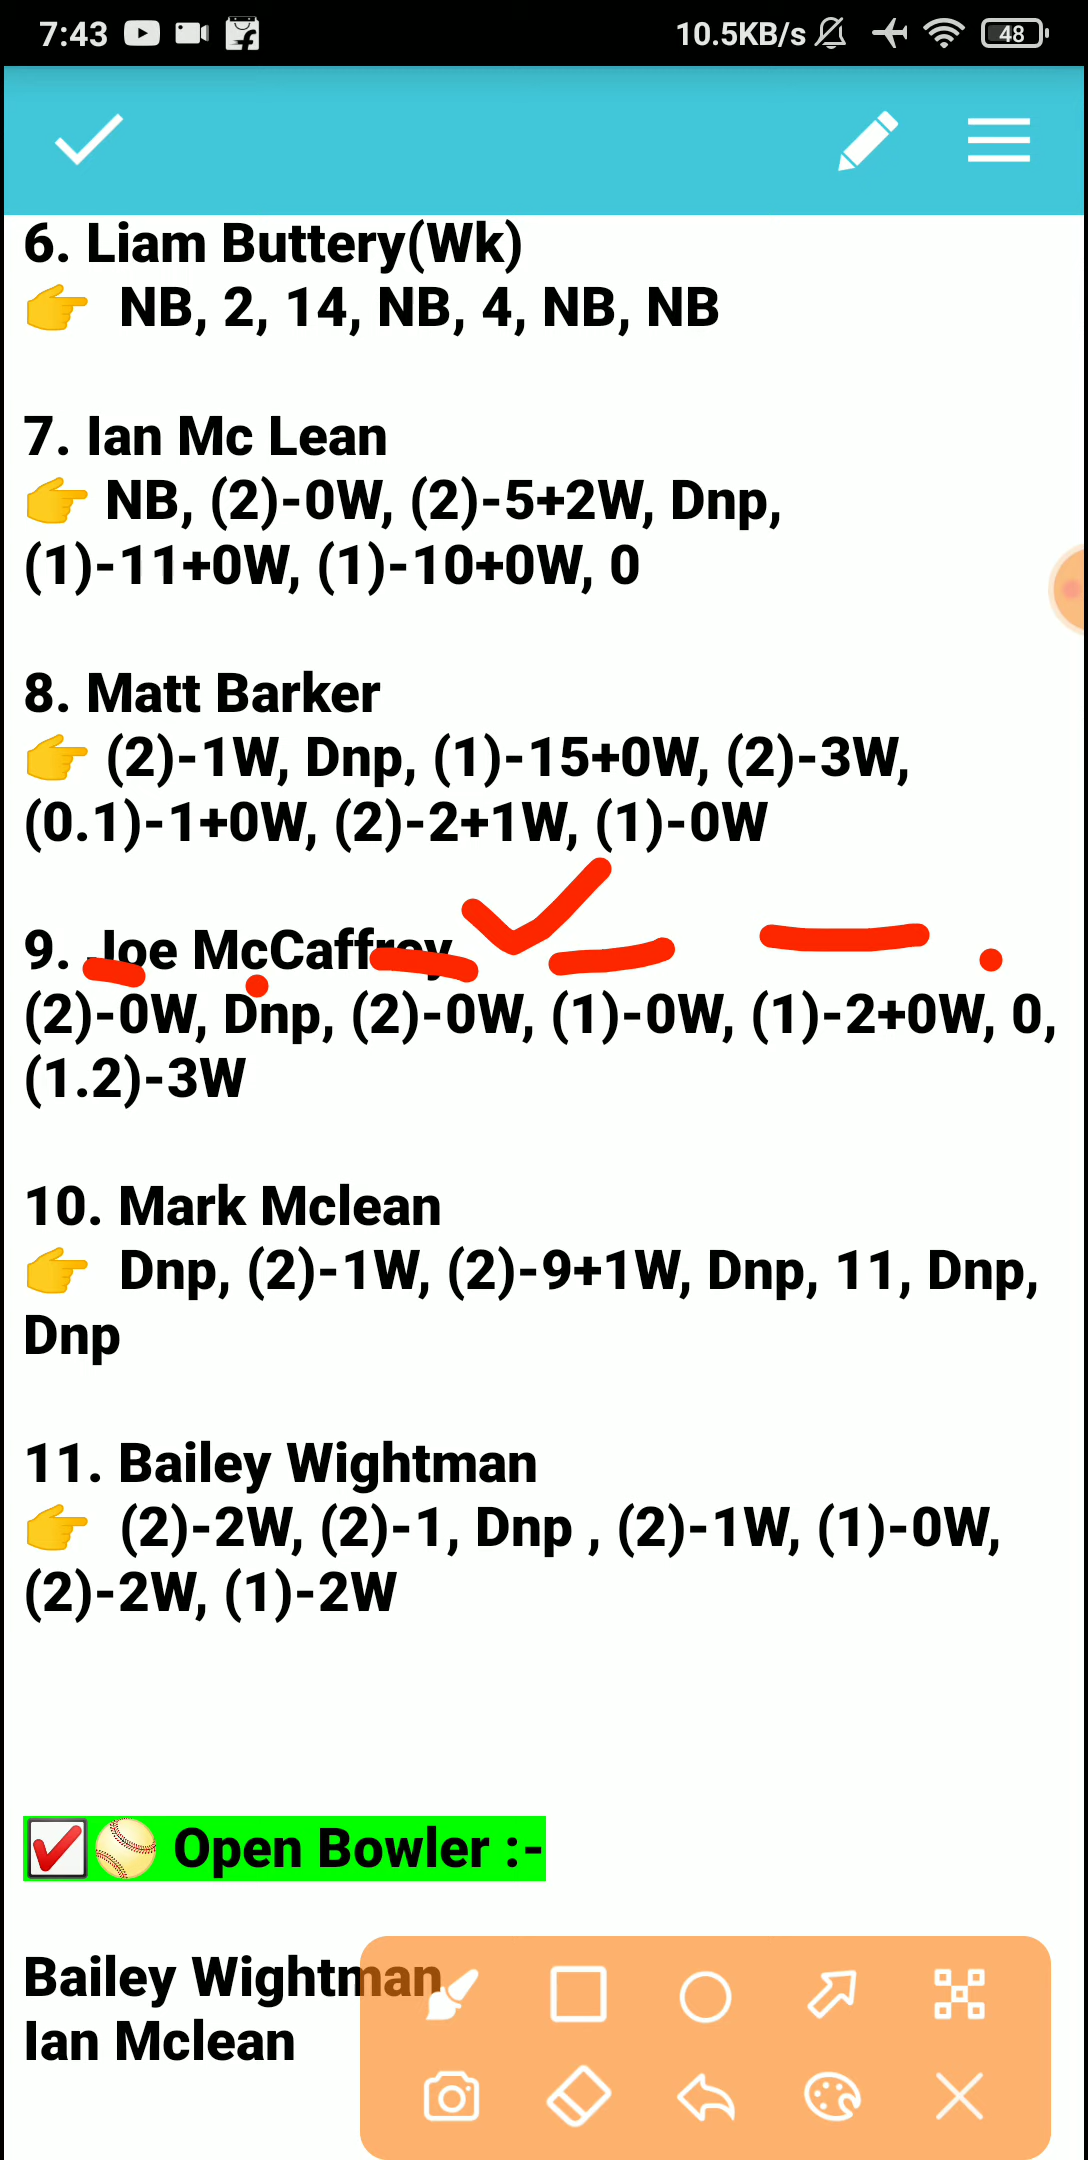 7:43
10.5KB/s
48
6. Liam Buttery(Wk)
👉 NB, 2, 14, NB, 4, NB, NB
7. Ian Mc Lean
👉 NB, (2)-0W, (2)-5+2W, Dnp,
(1)-11+0W, (1)-10+0W, 0
8. Matt Barker
👉 (2)-1W, Dnp, (1)-15+0W, (2)-3W,
(0.1)-1+0W, (2)-2+1W, (1)-0W
9. Joe McCaffrey
(2)-0W, Dnp, (2)-0W, (1)-0W, (1)-2+0W, 0,
(1.2)-3W
10. Mark Mclean
👉 Dnp, (2)-1W, (2)-9+1W, Dnp, 11, Dnp,
Dnp
11. Bailey Wightman
👉 (2)-2W, (2)-1, Dnp , (2)-1W, (1)-0W,
(2)-2W, (1)-2W
Open Bowler :-
Bailey Wightman
Ian Mclean